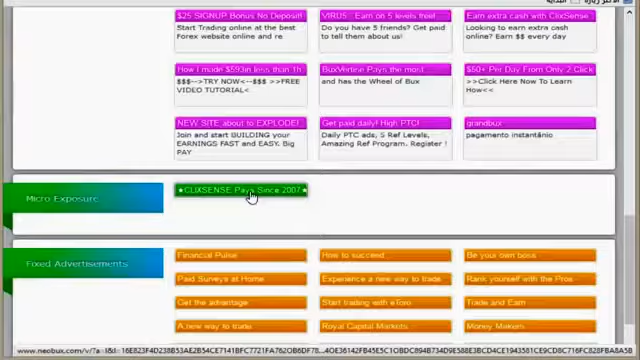 $25 SIGNUP Bonus No Deposit!
Start Trading online at the best
Forex website online and re
VIRUS: Earn on 5 levels free!
Do you have 5 friends? Get paid
to tell them about us!
Earn extra cash with ClixSense
Looking to earn extra cash
online? Earn $$ every day
How I made $593in less than 1h
$$$-->TRY NOW<--$$$ >>FREE
VIDEO TUTORIAL<
BuxVertise Pays the most
and has the Wheel of Bux
$50+ Per Day From Only 2 Click
>>Click Here Now To Learn
How<<
NEW SITE about to EXPLODE!
Join and start BUILDING your
EARNINGS FAST and EASY. Big
PAY
Get paid daily! High PTC!
Daily PTC ads, 5 Ref Levels,
Amazing Ref Program. Register !
grandbux
pagamento instantânio
Micro Exposure
★CLIXSENSE Pays Since 2007★
Fixed Advertisements
Financial Pulse
How to succeed
Be your own boss
Paid Surveys at Home
Experience a new way to trade
Rank yourself with the Pros
Get the advantage
Start trading with eToro
Trade and Earn
A new way to trade
Royal Capital Markets
Money Makers